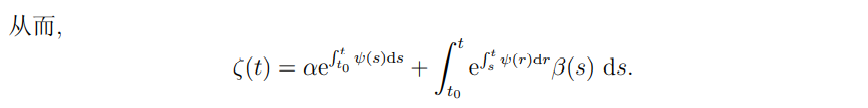 从而,
ζ(t) = αe^{∫_{t_0}^{t} ψ(s)ds} + ∫_{t_0}^{t} e^{∫_{s}^{t} ψ(r)dr} β(s) ds.